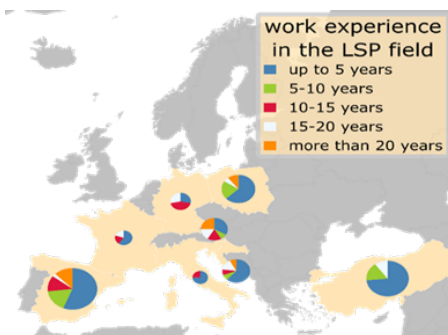 work experience
in the LSP field
up to 5 years
5-10 years
10-15 years
15-20 years
more than 20 years